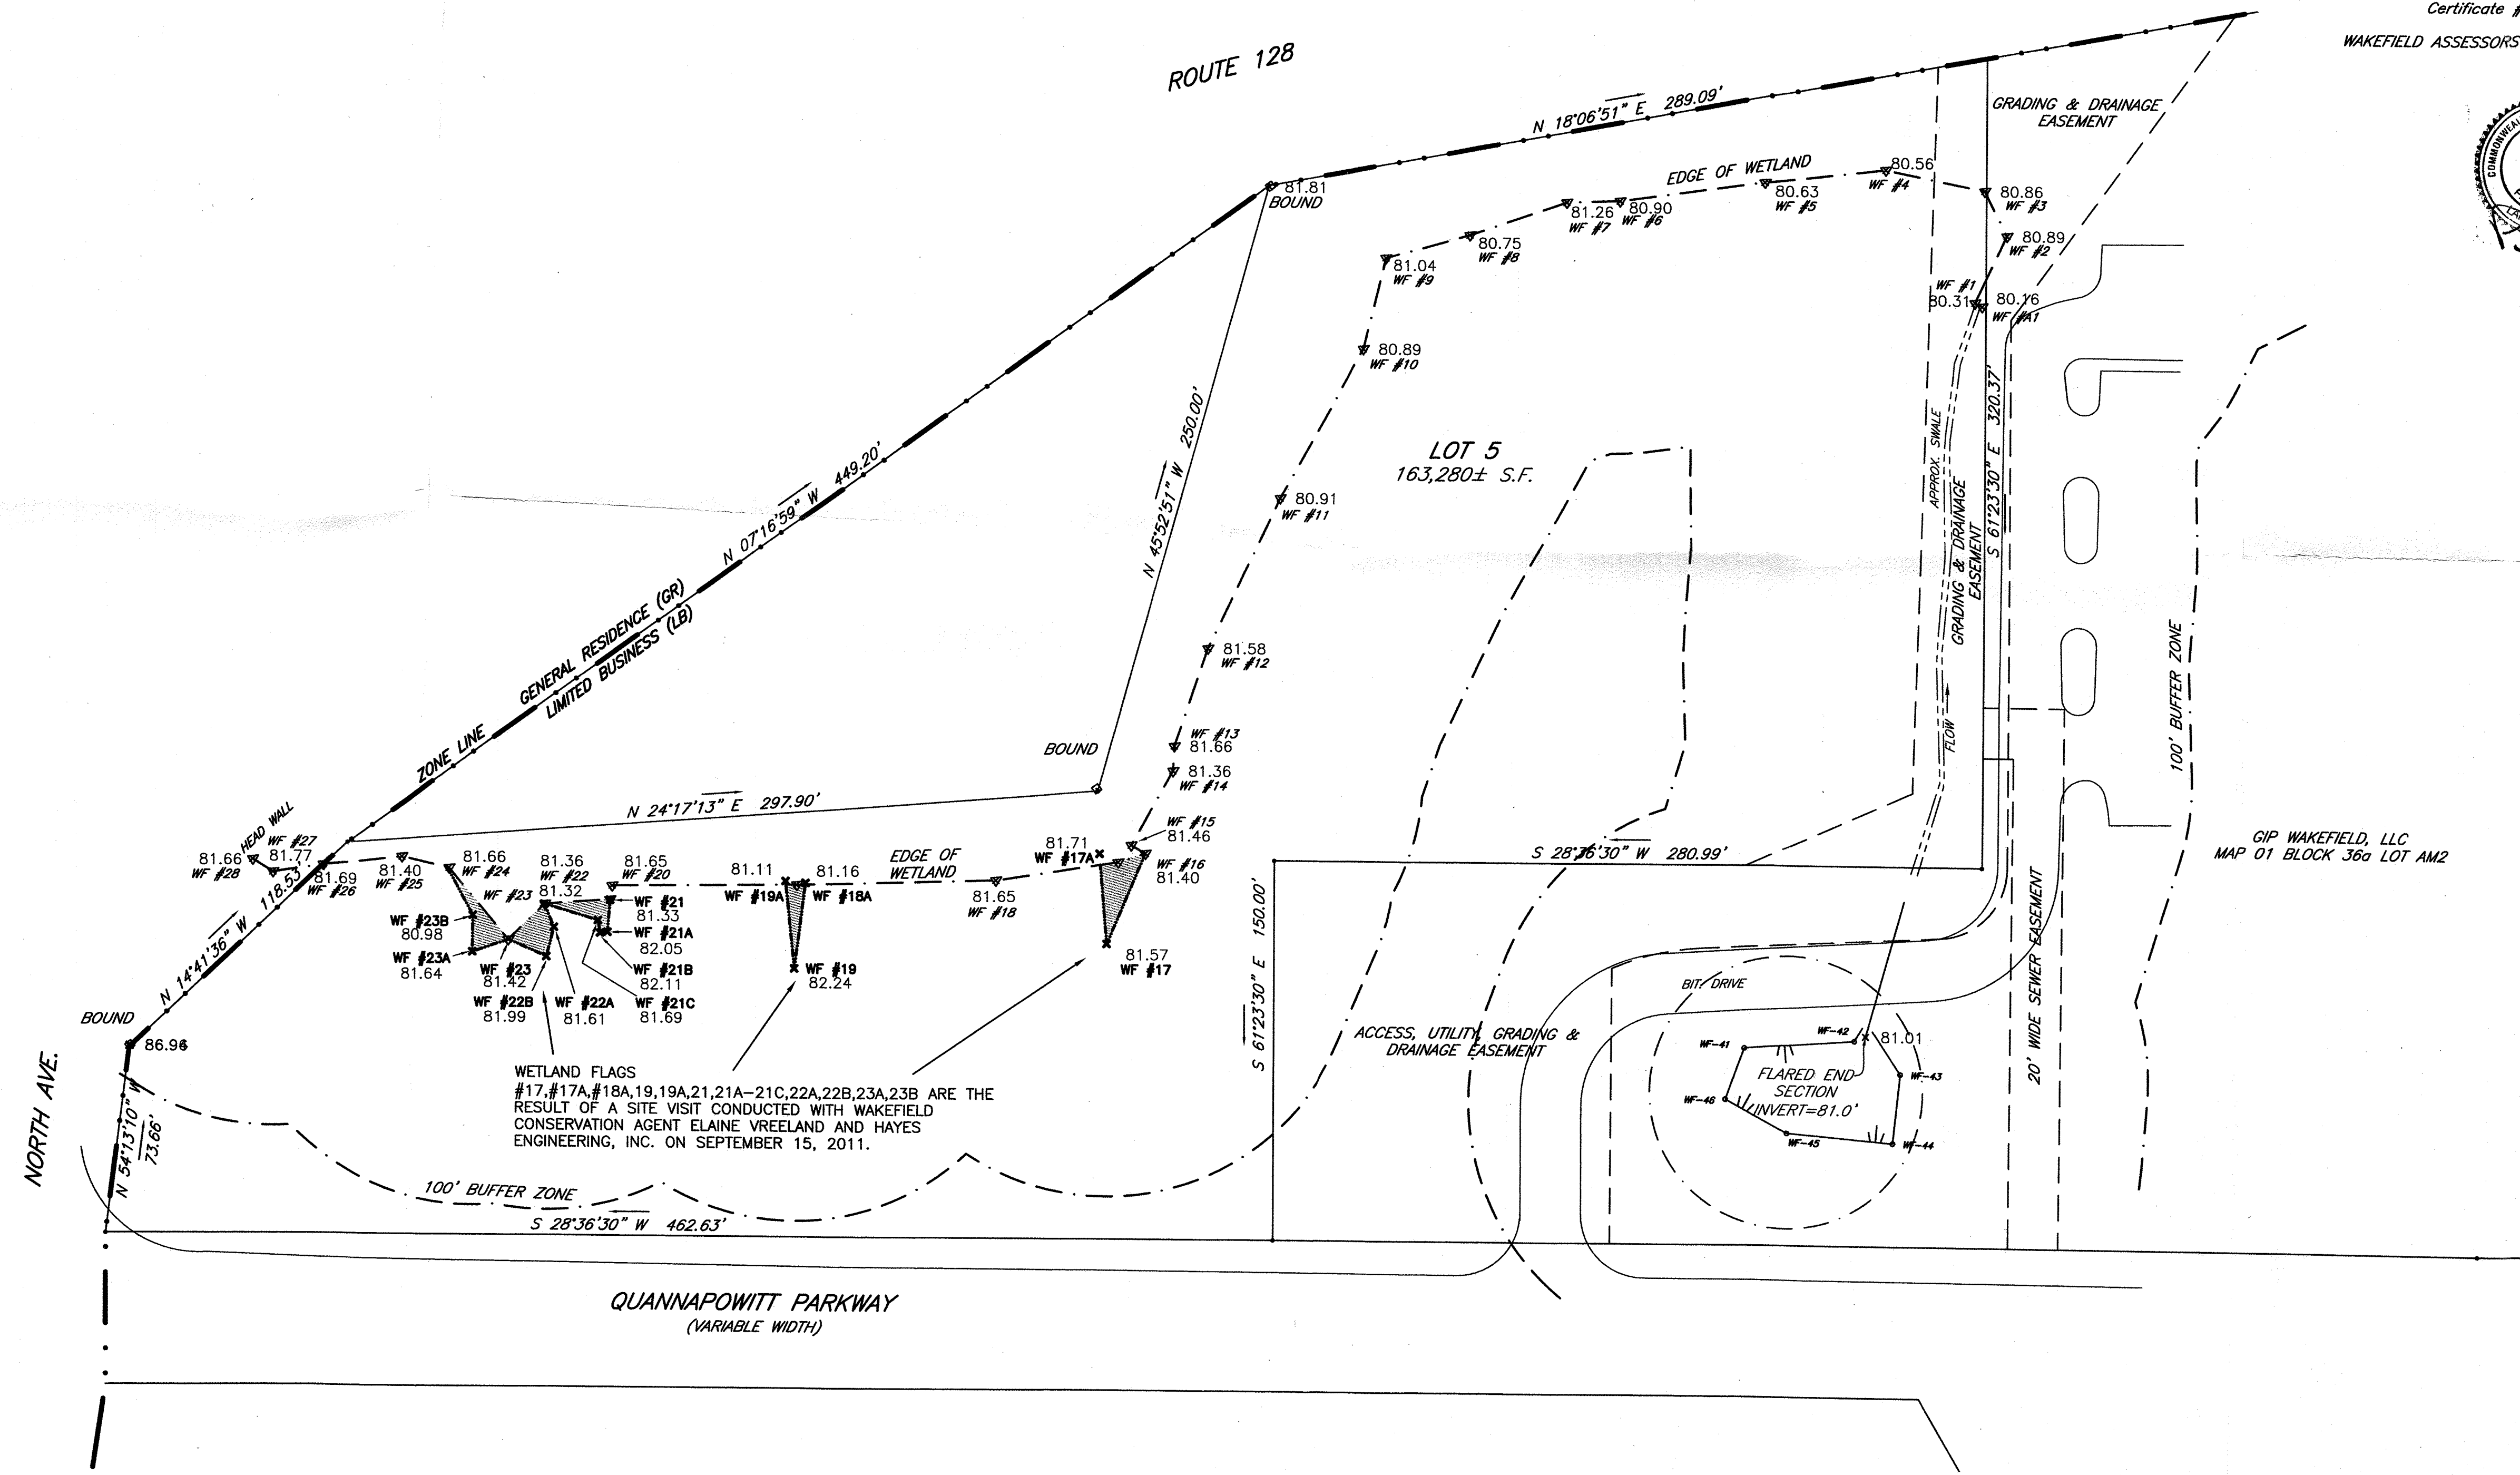 Certificate #
WAKEFIELD ASSESSORS
COMMONWEAL
ROUTE 128
N 18°06'51" E 289.09'
GRADING & DRAINAGE
EASEMENT
81.81
BOUND
EDGE OF WETLAND
80.56
WF #4
80.63
WF #5
80.86
WF #3
81.26
WF #7
80.90
WF #6
80.75
WF #8
80.89
WF #2
81.04
WF #9
WF #1
80.31
80.16
WF #A1
80.89
WF #10
S 61°23'30" E 320.37'
N 45°52'51" W 250.00'
N 07°16'59" W 449.20'
LOT 5
163,280± S.F.
APPROX. SWALE
GRADING & DRAINAGE
EASEMENT
80.91
WF #11
GENERAL RESIDENCE (GR)
LIMITED BUSINESS (LB)
ZONE LINE
81.58
WF #12
100' BUFFER ZONE
FLOW
WF #13
81.66
81.36
WF #14
BOUND
N 24°17'13" E 297.90'
HEAD WALL
WF #27
81.77
81.66
WF #28
81.69
WF #26
81.40
WF #25
81.66
WF #24
81.36
WF #22
81.32
WF #23
81.65
WF #20
81.11
WF #19A
81.16
WF #18A
EDGE OF
WETLAND
81.65
WF #18
81.71
WF #17A
WF #15
81.46
WF #16
81.40
S 28°36'30" W 280.99'
GIP WAKEFIELD, LLC
MAP 01 BLOCK 36a LOT AM2
WF #21
81.33
WF #21A
82.05
WF #21B
82.11
WF #21C
81.69
WF #23B
80.98
WF #23A
81.64
WF #23
81.42
WF #22B
81.99
WF #22A
81.61
WF #19
82.24
81.57
WF #17
N 14°41'36" W 118.53'
S 61°23'30" E 150.00'
20' WIDE SEWER EASEMENT
BIT. DRIVE
ACCESS, UTILITY, GRADING &
DRAINAGE EASEMENT
WF-42
81.01
WF-41
WF-43
FLARED END
SECTION
INVERT=81.0'
WF-46
WF-45
WF-44
BOUND
NORTH AVE.
N 54°13'10" W
73.66'
WETLAND FLAGS
#17,#17A,#18A,19,19A,21,21A-21C,22A,22B,23A,23B ARE THE
RESULT OF A SITE VISIT CONDUCTED WITH WAKEFIELD
CONSERVATION AGENT ELAINE VREELAND AND HAYES
ENGINEERING, INC. ON SEPTEMBER 15, 2011.
100' BUFFER ZONE
S 28°36'30" W 462.63'
QUANNAPOWITT PARKWAY
(VARIABLE WIDTH)